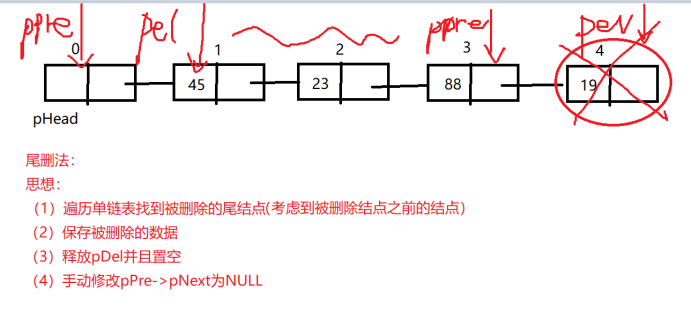 ppre pel ppre pen
0 1 2 3 4
45 23 88 19
pHead
尾删法：
思想：
（1）遍历单链表找到被删除的尾结点(考虑到被删除结点之前的结点）
（2）保存被删除的数据
（3）释放pDel并且置空
（4）手动修改pPre->pNext为NULL